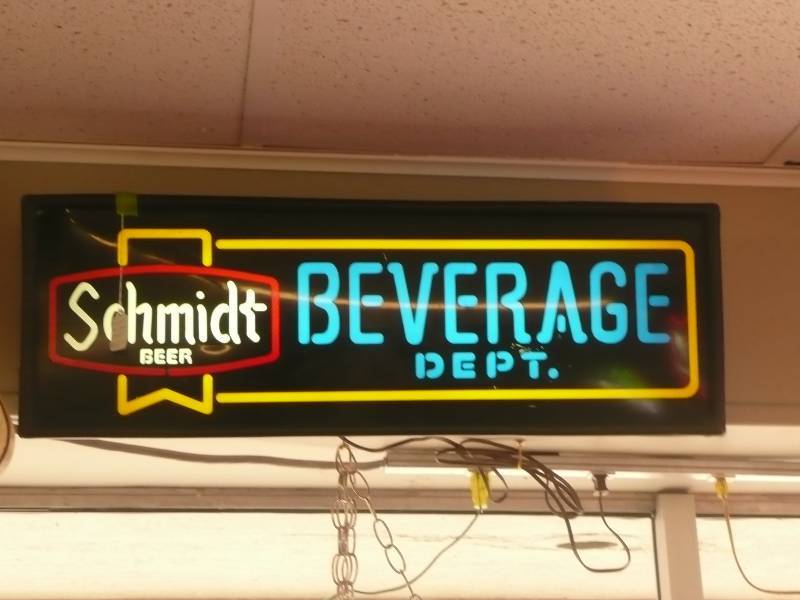 Schmidt
BEER
BEVERAGE
DEPT.